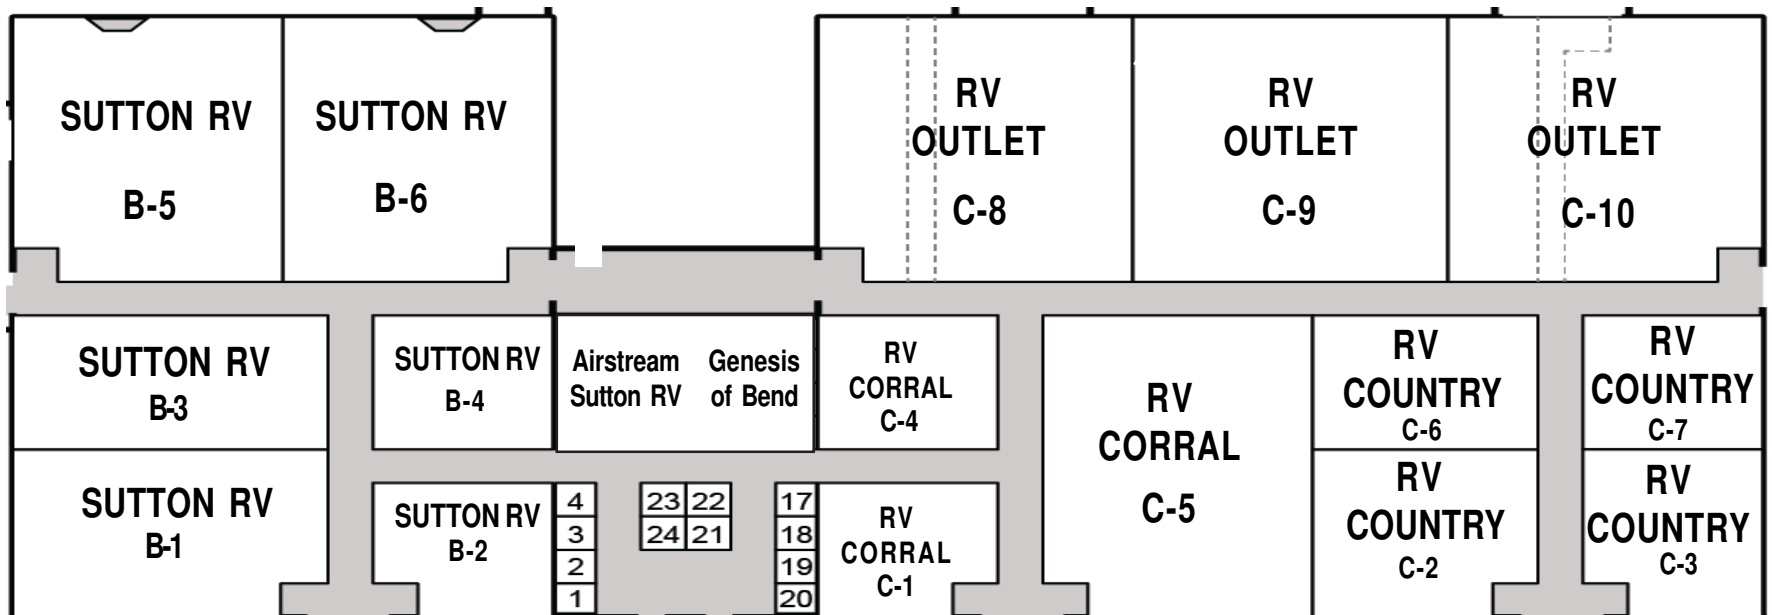 SUTTON RV
B-5
SUTTON RV
B-6
RV
OUTLET
C-8
RV
OUTLET
C-9
RV
OUTLET
C-10
SUTTON RV
B-3
SUTTON RV
B-4
Airstream
Sutton RV
Genesis
of Bend
RV
CORRAL
C-4
RV
CORRAL
C-5
RV
COUNTRY
C-6
RV
COUNTRY
C-7
SUTTON RV
B-1
SUTTON RV
B-2
4
3
2
1
23 22
24 21
17
18
19
20
RV
CORRAL
C-1
RV
COUNTRY
C-2
RV
COUNTRY
C-3